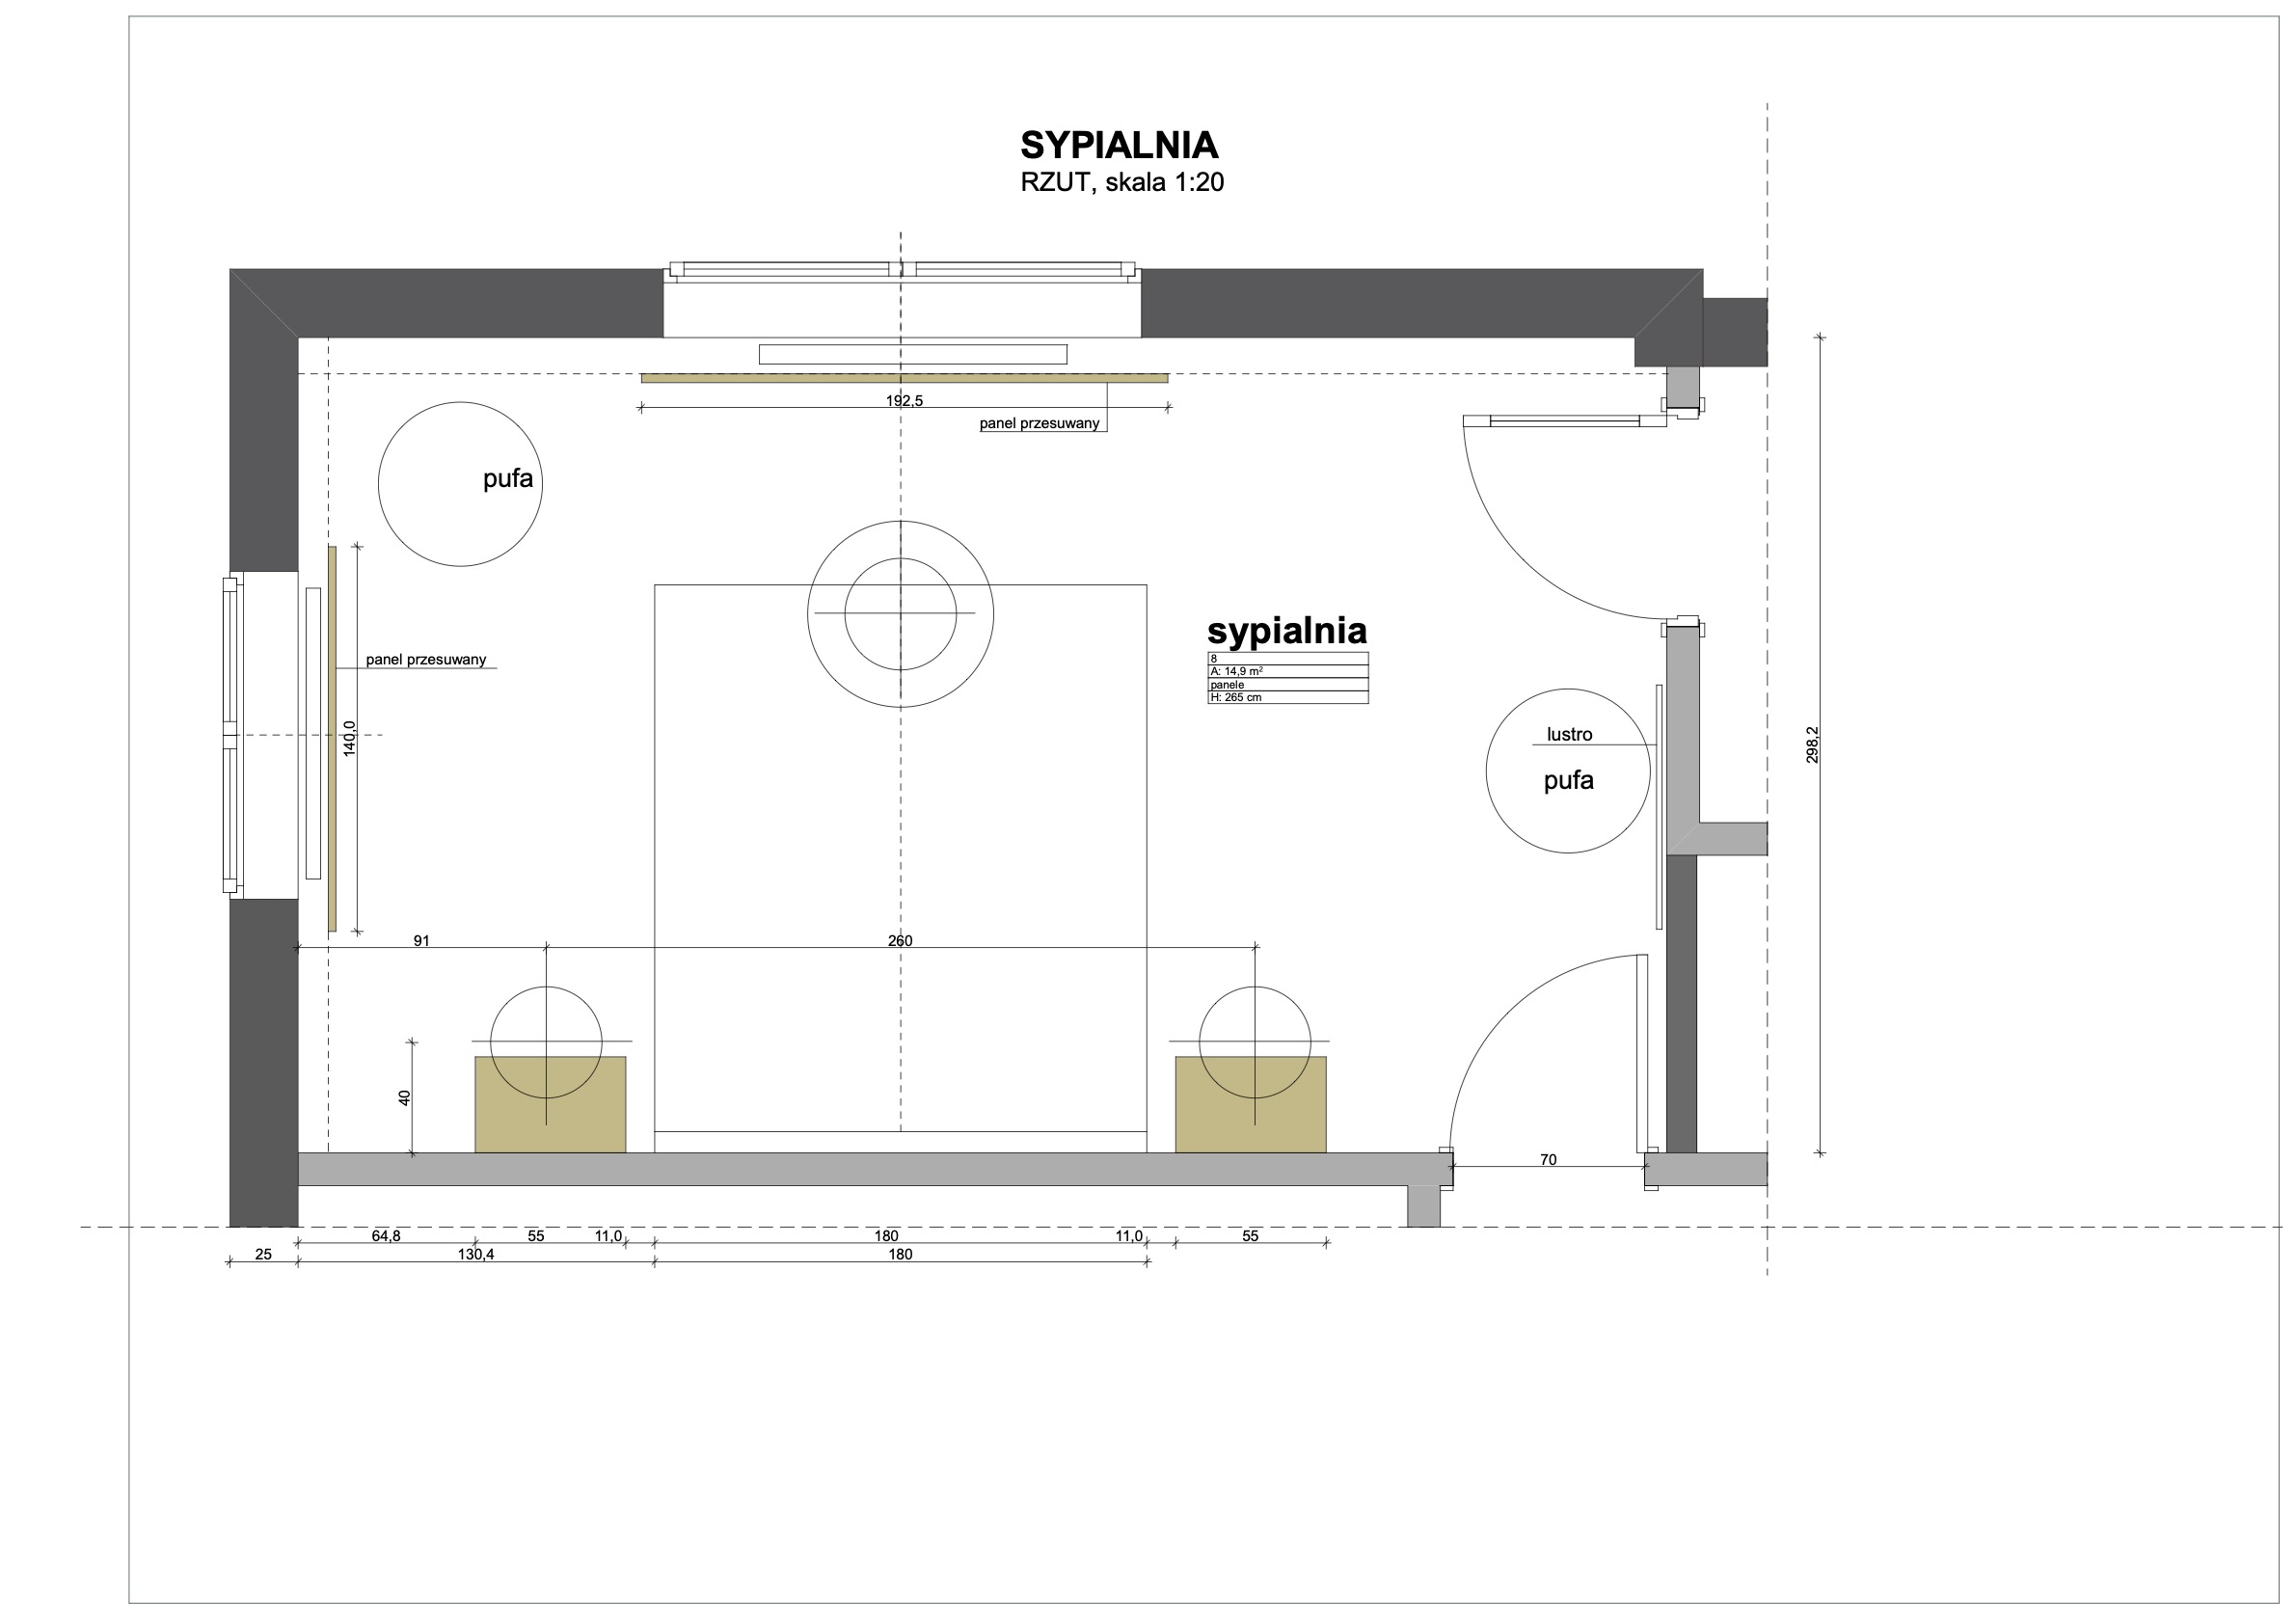 SYPIALNIA
RZUT, skala 1:20
192,5
panel przesuwany
pufa
sypialnia
8
A: 14,9 m²
panele
H: 265 cm
panel przesuwany
140,0
lustro
pufa
298,2
91
260
40
70
64,8
55
11,0
180
11,0
55
25
130,4
180